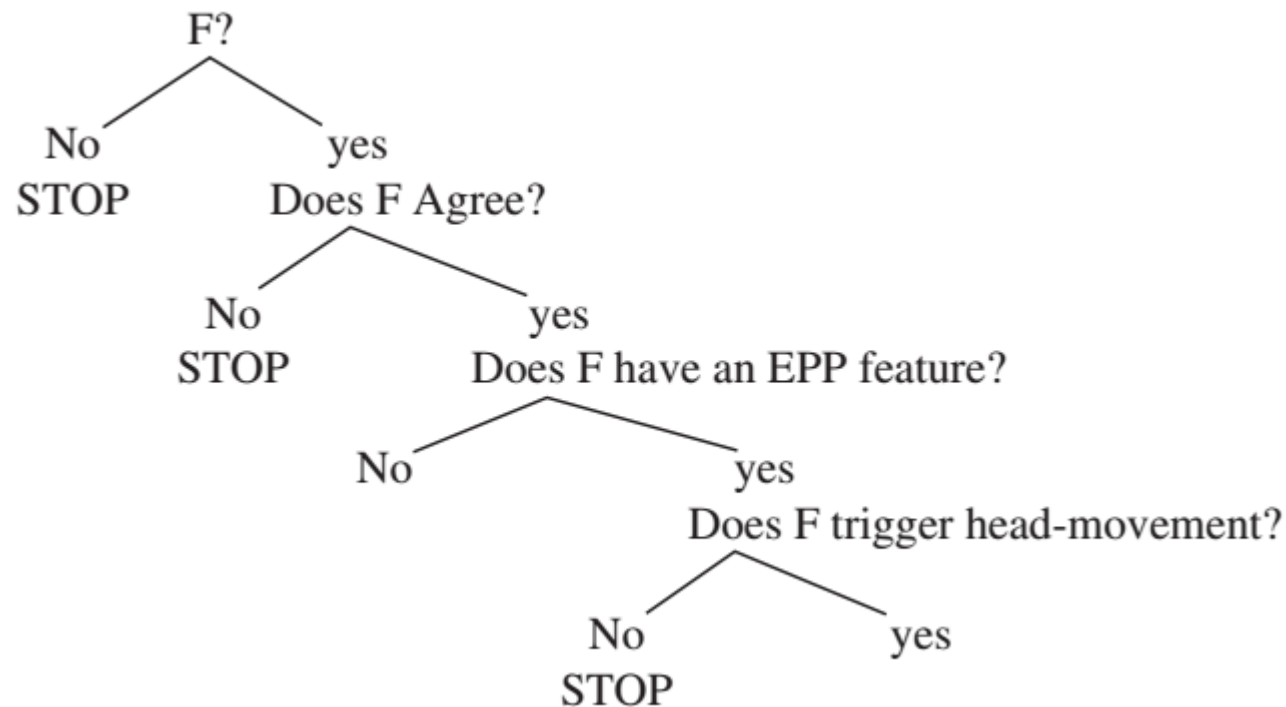 F?
No yes
STOP Does F Agree?
No yes
STOP Does F have an EPP feature?
No yes
Does F trigger head-movement?
No yes
STOP